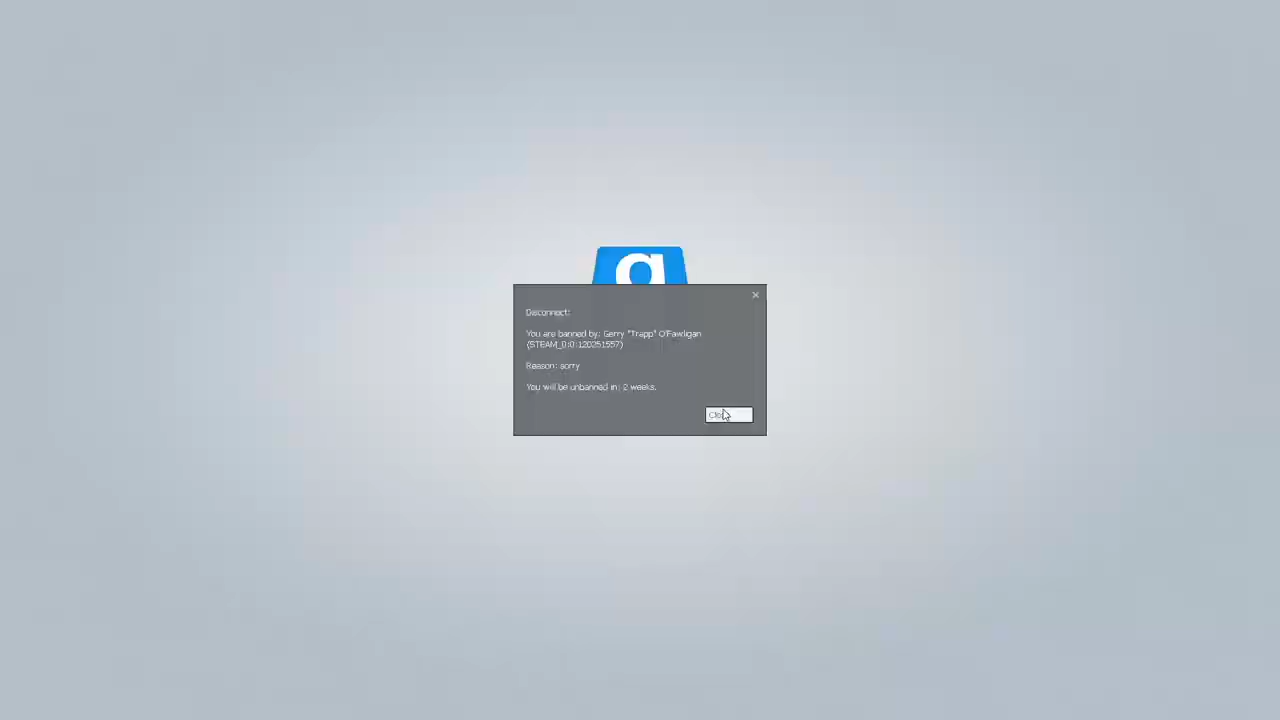 g
Disconnect:
You are banned by: Gerry "Trapp" O'Fawligan
(STEAM_0:0:120251557)
Reason: sorry
You will be unbanned in: 2 weeks.